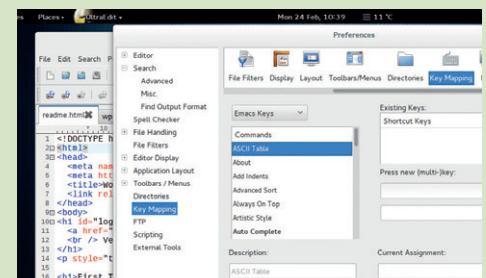 Places UltraEdit Mon 24 Feb, 10:39 11 °C
Preferences
File Edit Search
readme.html
1 <!DOCTYPE h
2 <html>
3 <head>
4 <meta nam
5 <meta htt
6 <title>Wo
7 <link rel
8 </head>
9 <body>
10 <h1 id="log
11 <a href="
12 <br /> Ve
13 </h1>
14 <p style="t
15
16 <h1>First T
Editor
Search
Advanced
Misc.
Find Output Format
Spell Checker
File Handling
File Filters
Editor Display
Application Layout
Toolbars / Menus
Directories
Key Mapping
FTP
Scripting
External Tools
File Filters Display Layout Toolbars/Menus Directories Key Mapping
Emacs Keys
Commands
ASCII Table
About
Add Indents
Advanced Sort
Always On Top
Artistic Style
Auto Complete
Description:
ASCII Table
Existing Keys:
Shortcut Keys
Press new (multi-)key:
Current Assignment: